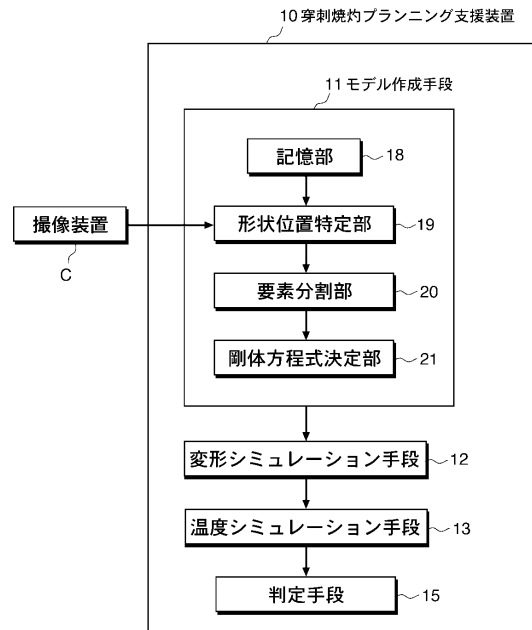 10 穿刺焼灼プランニング支援装置
11 モデル作成手段
記憶部 18
撮像装置
C
形状位置特定部 19
要素分割部 20
剛体方程式決定部 21
変形シミュレーション手段 12
温度シミュレーション手段 13
判定手段 15